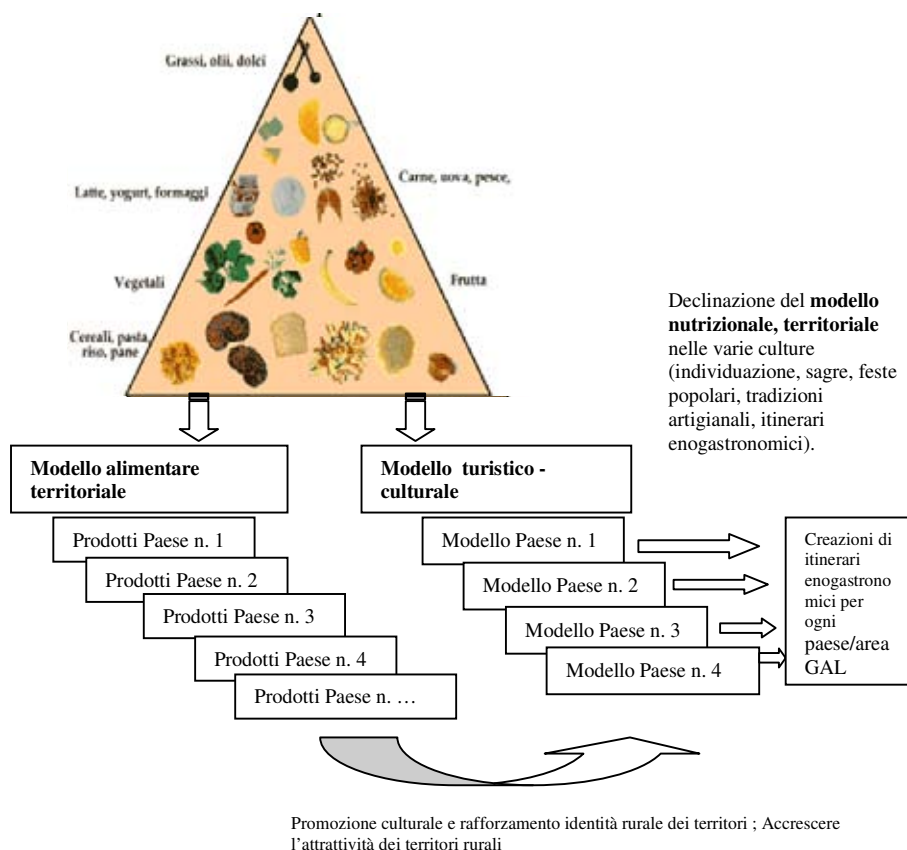 Grassi, olii, dolci
Latte, yogurt, formaggi
Carne, uova, pesce,
Vegetali
Frutta
Cereali, pasta,
riso, pane
Declinazione del modello
nutrizionale, territoriale
nelle varie culture
(individuazione, sagre, feste
popolari, tradizioni
artigianali, itinerari
enogastronomici).
Modello alimentare
territoriale
Modello turistico -
culturale
Prodotti Paese n. 1
Prodotti Paese n. 2
Prodotti Paese n. 3
Prodotti Paese n. 4
Prodotti Paese n. …
Modello Paese n. 1
Modello Paese n. 2
Modello Paese n. 3
Modello Paese n. 4
Creazioni di
itinerari
enogastrono
mici per
ogni
paese/area
GAL
Promozione culturale e rafforzamento identità rurale dei territori ; Accrescere
l’attrattività dei territori rurali